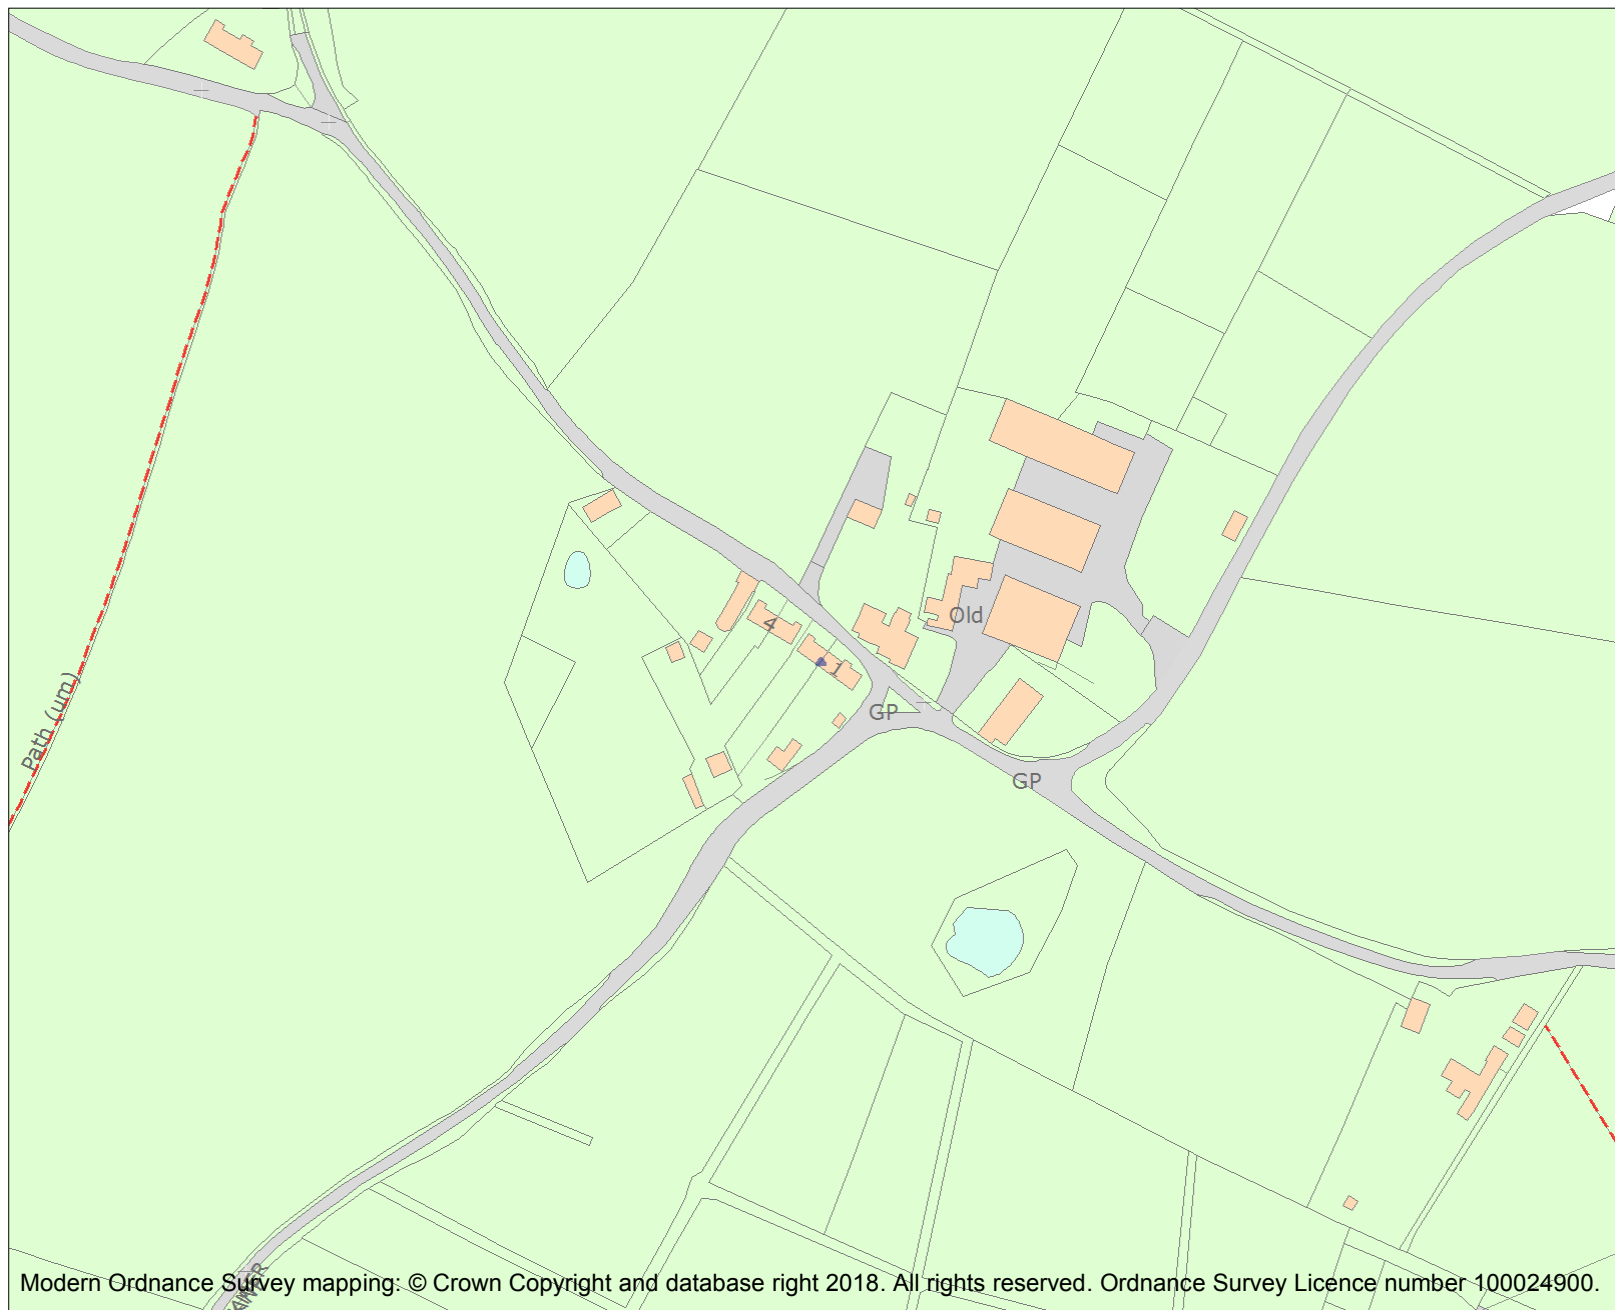 4
Old
1
Path (um)
GP
GP
Modern Ordnance Survey mapping: © Crown Copyright and database right 2018. All rights reserved. Ordnance Survey Licence number 100024900.